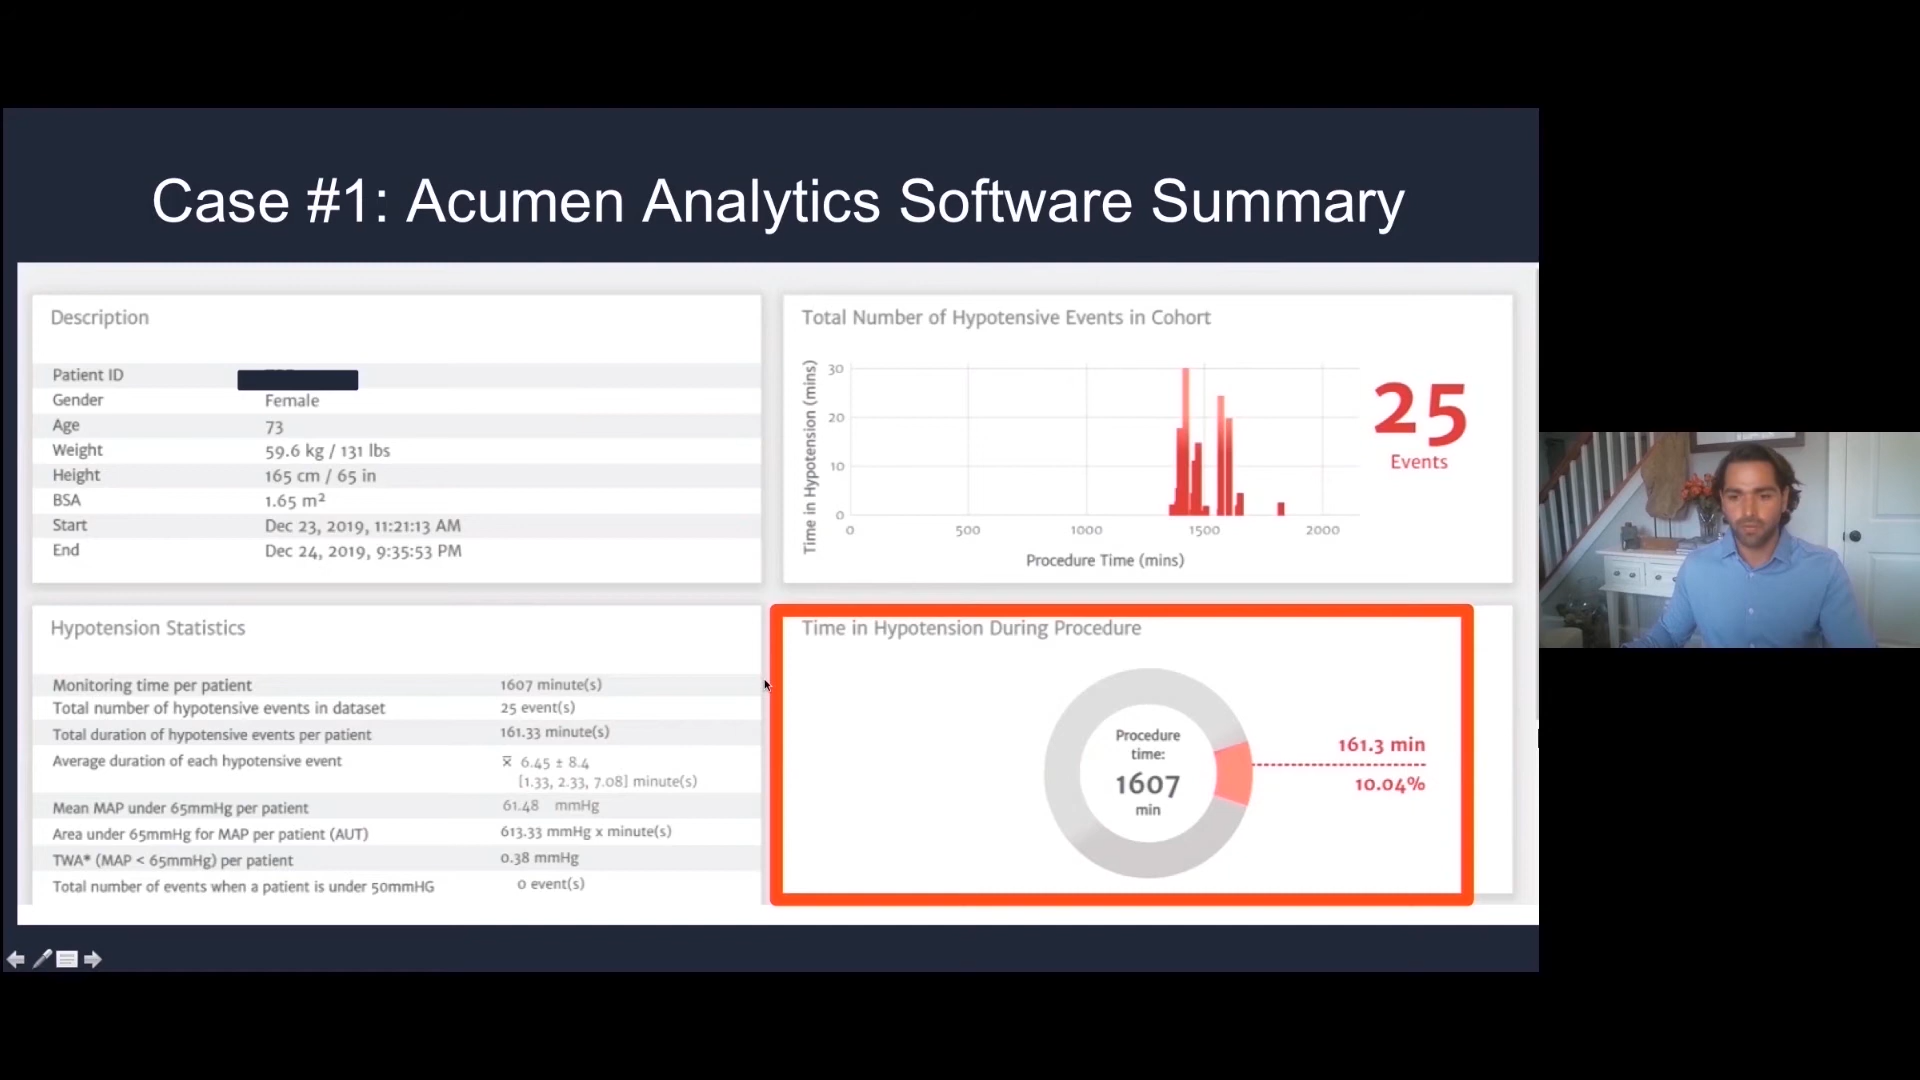 Case #1: Acumen Analytics Software Summary
Description
Patient ID
Gender Female
Age 73
Weight 59.6 kg / 131 lbs
Height 165 cm / 65 in
BSA 1.65 m²
Start Dec 23, 2019, 11:21:13 AM
End Dec 24, 2019, 9:35:53 PM
Total Number of Hypotensive Events in Cohort
Time in Hypotension (mins)
30
20
10
0
0 500 1000 1500 2000
Procedure Time (mins)
25
Events
Hypotension Statistics
Monitoring time per patient 1607 minute(s)
Total number of hypotensive events in dataset 25 event(s)
Total duration of hypotensive events per patient 161.33 minute(s)
Average duration of each hypotensive event x̄ 6.45 ± 8.4
[1.33, 2.33, 7.08] minute(s)
Mean MAP under 65mmHg per patient 61.48 mmHg
Area under 65mmHg for MAP per patient (AUT) 613.33 mmHg x minute(s)
TWA* (MAP < 65mmHg) per patient 0.38 mmHg
Total number of events when a patient is under 50mmHG 0 event(s)
Time in Hypotension During Procedure
Procedure
time:
1607
min
161.3 min
10.04%